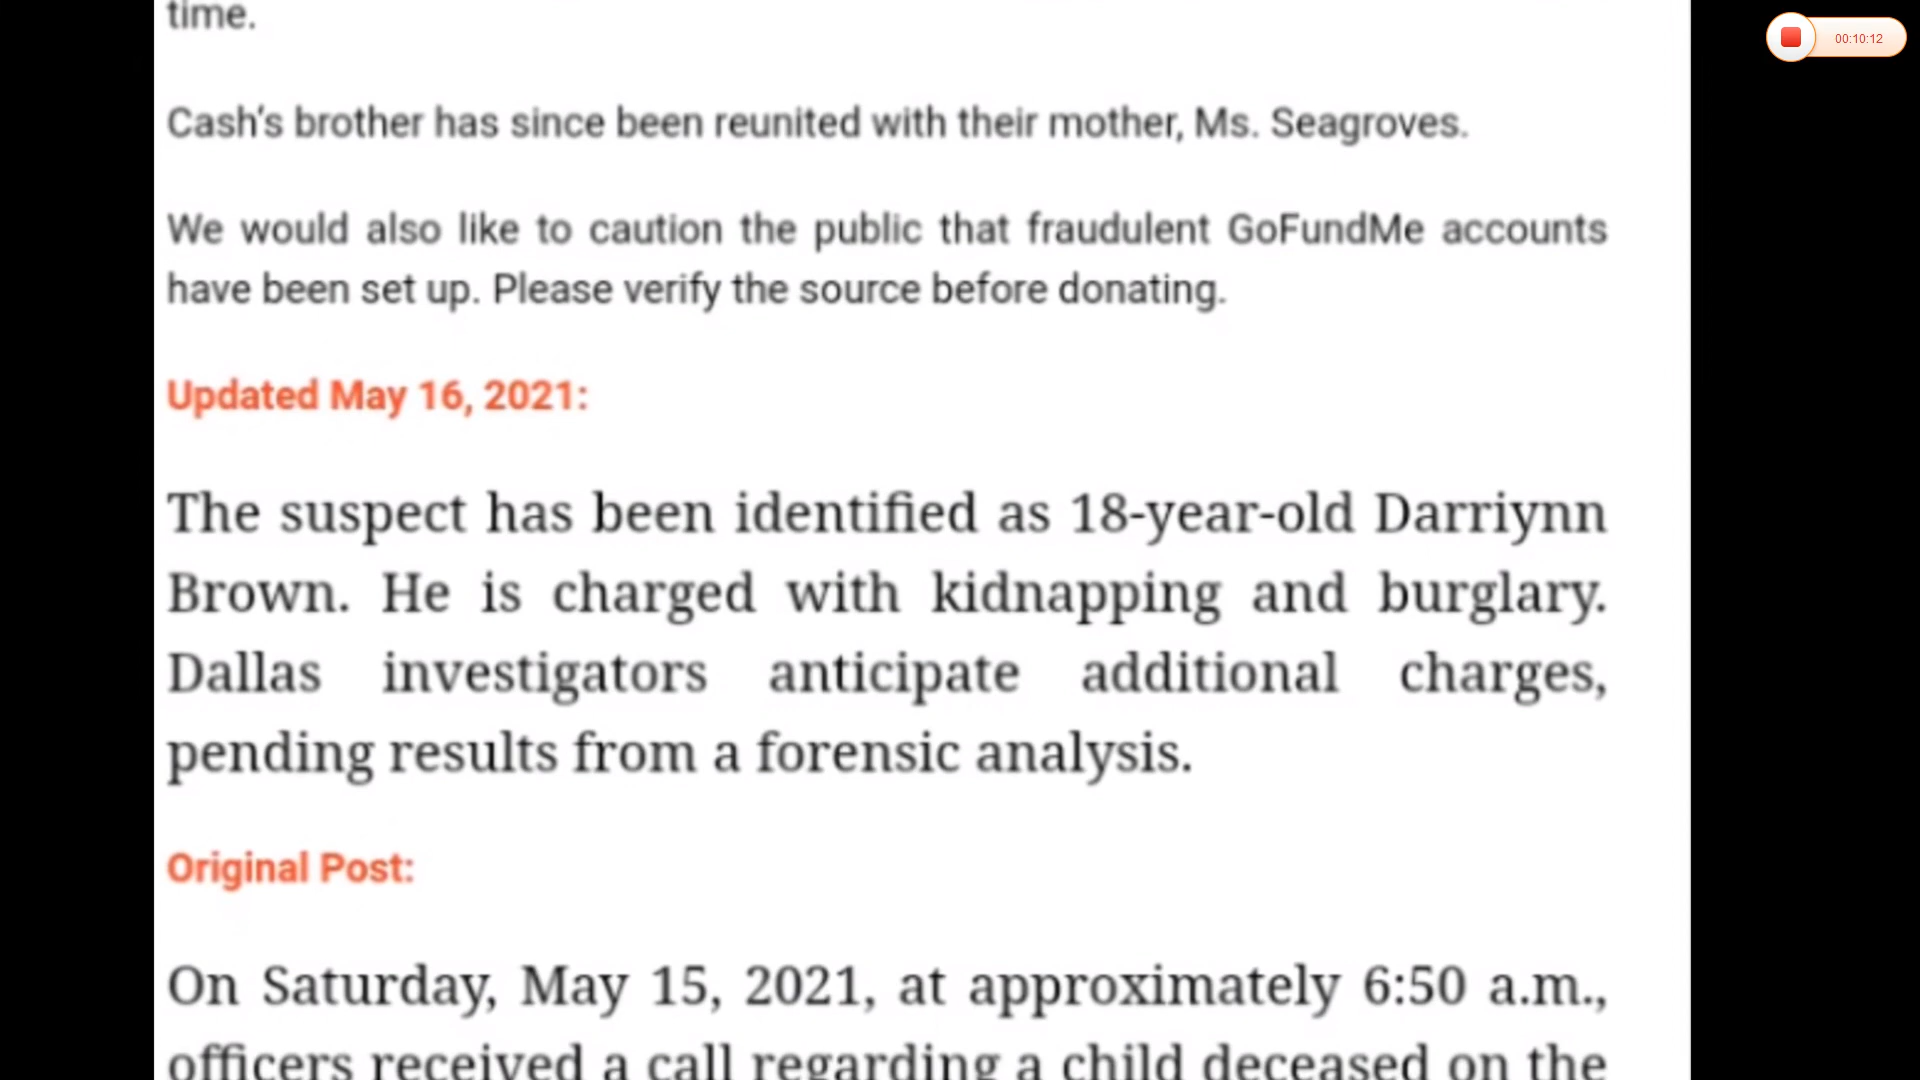 time.
00:10:12
Cash's brother has since been reunited with their mother, Ms. Seagroves.
We would also like to caution the public that fraudulent GoFundMe accounts
have been set up. Please verify the source before donating.
Updated May 16, 2021:
The suspect has been identified as 18-year-old Darriynn
Brown. He is charged with kidnapping and burglary.
Dallas investigators anticipate additional charges,
pending results from a forensic analysis.
Original Post:
On Saturday, May 15, 2021, at approximately 6:50 a.m.,
officers received a call regarding a child deceased on the